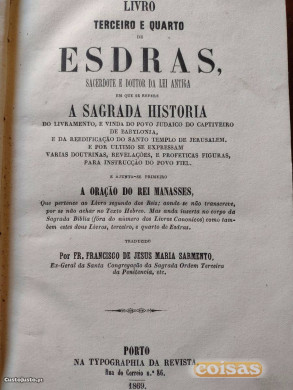 LIVRO
TERCEIRO E QUARTO
DE
ESDRAS,
SACERDOTE E DOUTOR DA LEI ANTIGA
EM QUE SE REFERE
A SAGRADA HISTORIA
DO LIVRAMENTO, E VINDA DO POVO JUDAICO DO CAPTIVEIRO
DE BABYLONIA,
E DA REEDIFICAÇÃO DO SANTO TEMPLO DE JERUSALEM,
E POR ULTIMO SE EXPRESSAM
VARIAS DOUTRINAS, REVELAÇÕES, E PROFETICAS FIGURAS,
PARA INSTRUCÇÃO DO POVO FIEL.
E AJUNTA-SE PRIMEIRO
A ORAÇÃO DO REI MANASSES,
Que pertence ao Livro segundo dos Reis; aonde se não transcreve,
por se não achar no Texto Hebreo. Mas anda inserta no corpo da
Sagrada Biblia (fóra do número dos Livros Canonicos) como tam-
bem estes dous Livros, terceiro, e quarto de Esdras.
TRADUZIDO
Por FR. FRANCISCO DE JESUS MARIA SARMENTO,
Ex-Geral da Santa Congregação da Sagrada Ordem Terceira
da Penitencia, etc.
PORTO
NA TYPOGRAPHIA DA REVISTA,
Rua do Correio n.º 86.
1869.
CustoJusto.pt
coisas